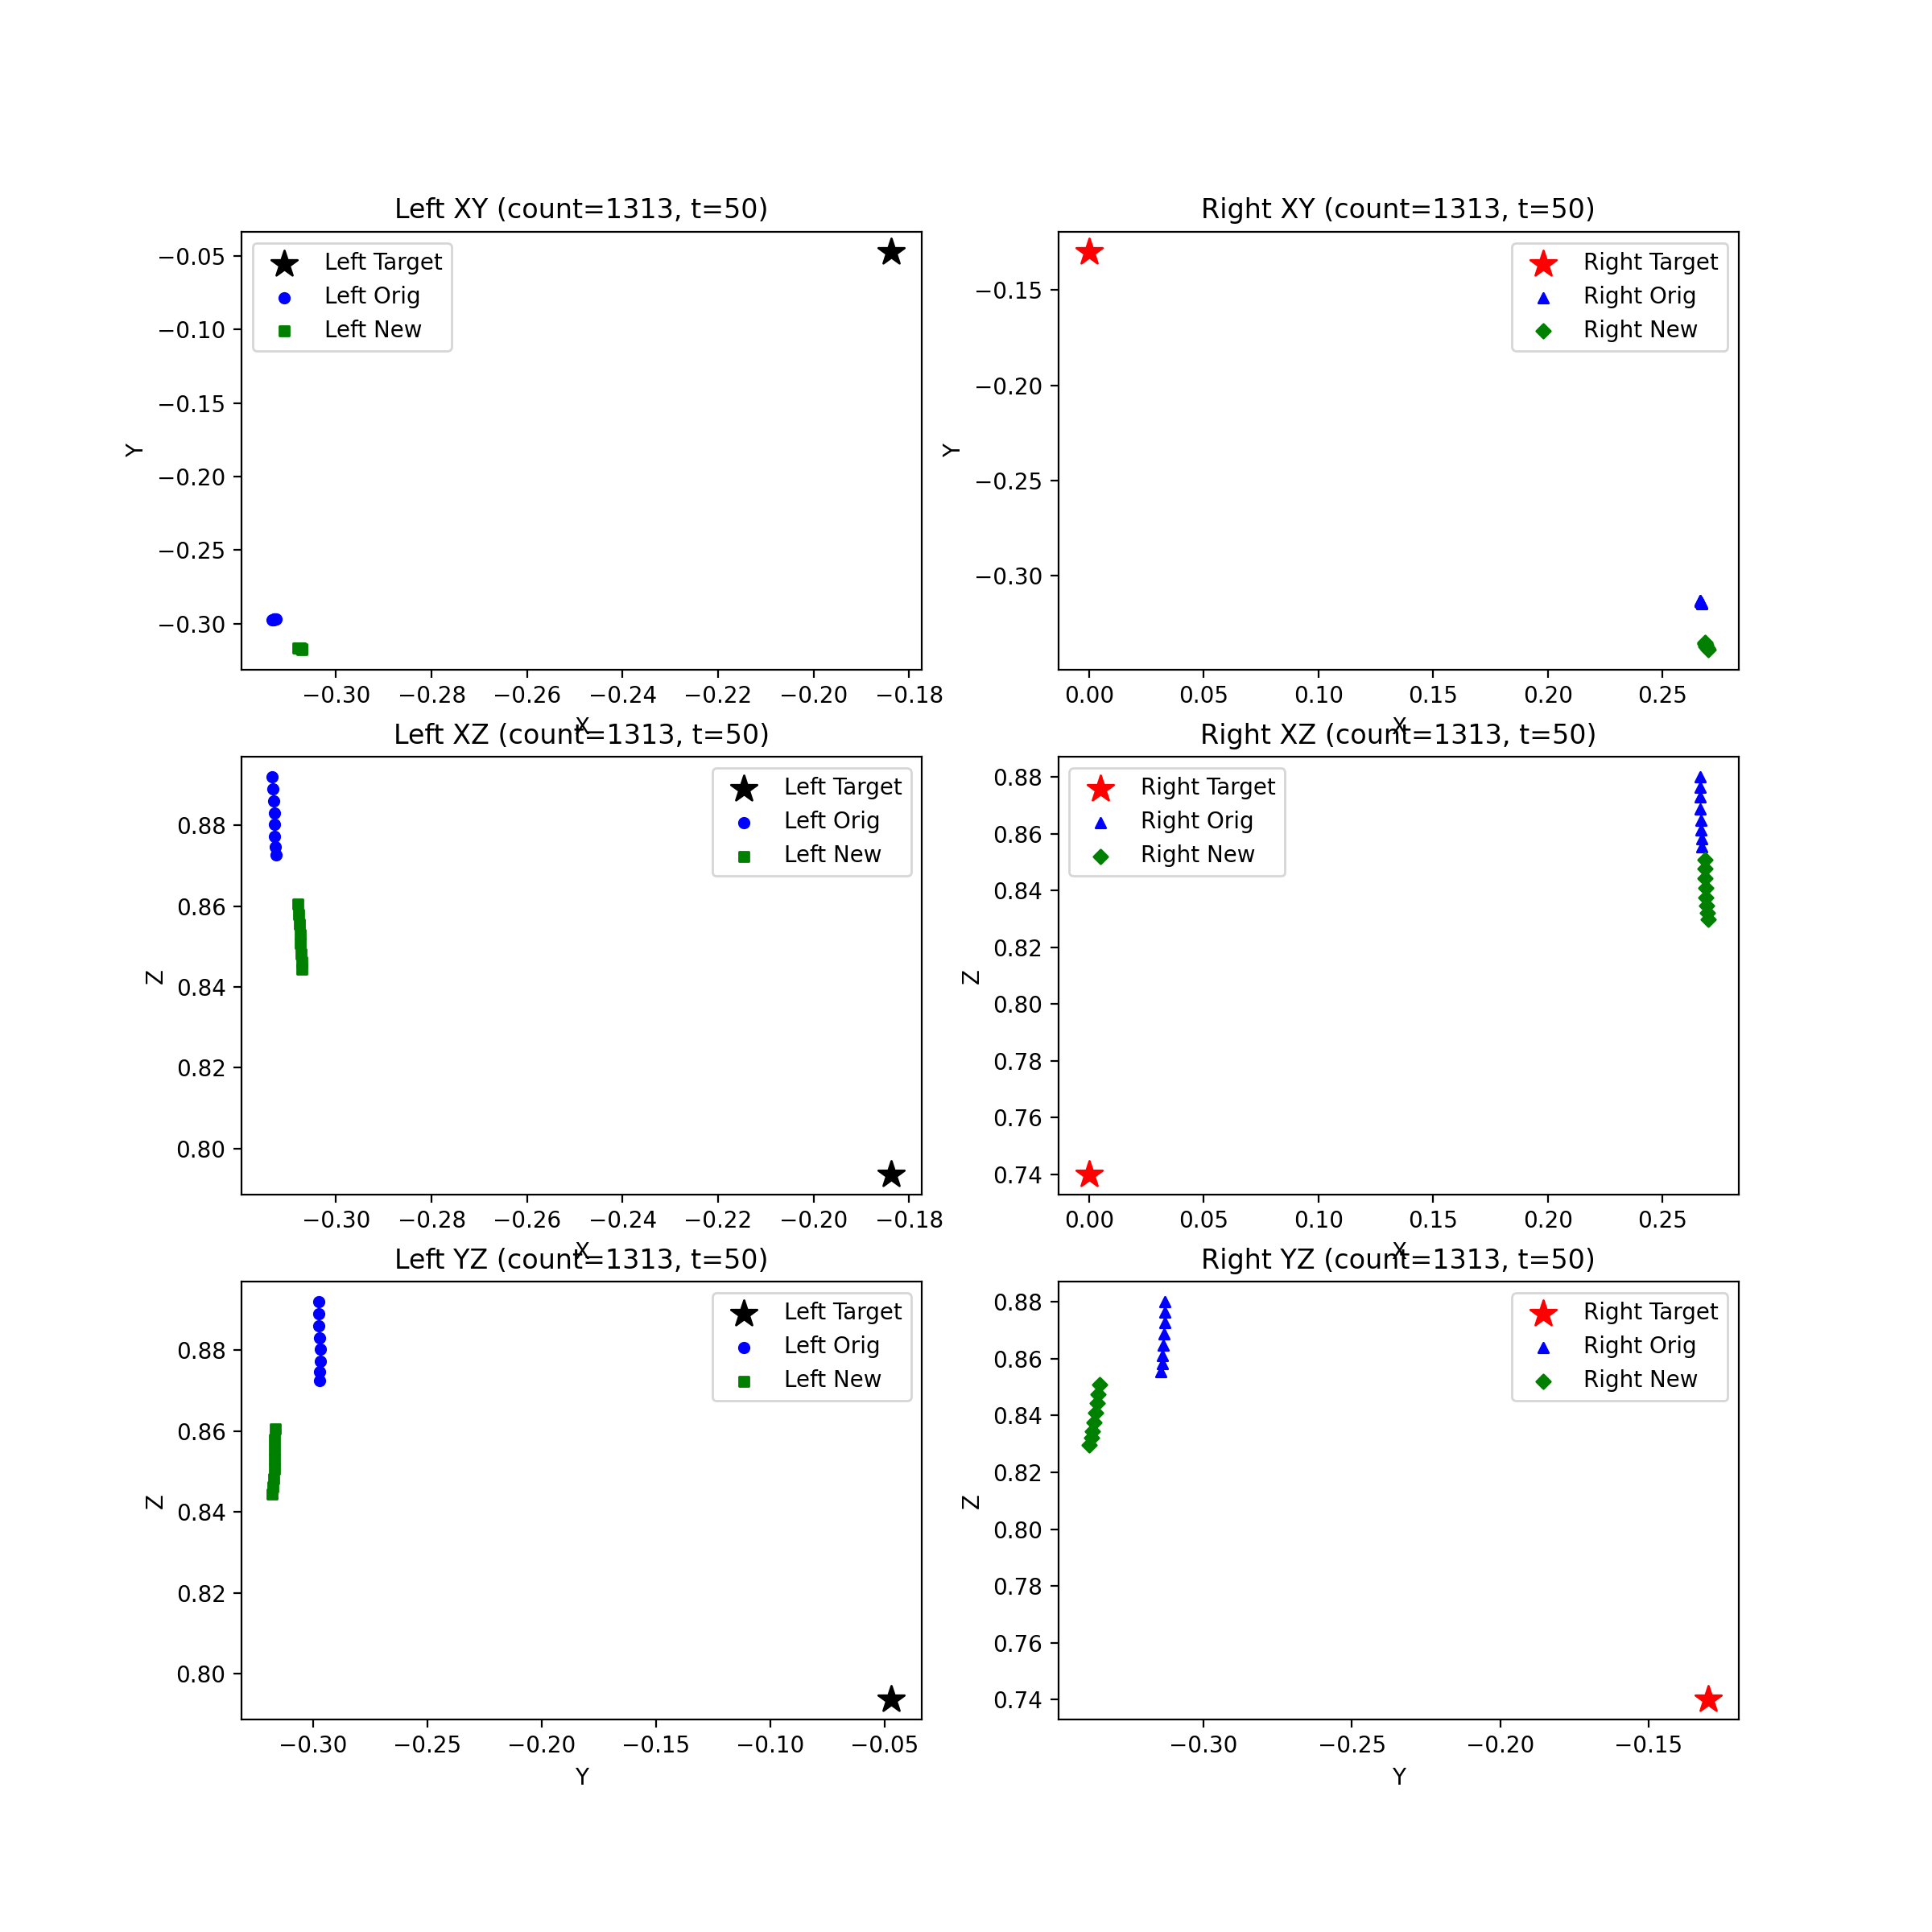 Left XY (count=1313, t=50)
−0.05
−0.10
−0.15
−0.20
−0.25
−0.30
Y
Left Target
Left Orig
Left New
−0.30 −0.28 −0.26 −0.24 −0.22 −0.20 −0.18
X
Right XY (count=1313, t=50)
−0.15
−0.20
−0.25
−0.30
Y
Right Target
Right Orig
Right New
0.00 0.05 0.10 0.15 0.20 0.25
X
Left XZ (count=1313, t=50)
0.88
0.86
0.84
0.82
0.80
Z
Left Target
Left Orig
Left New
−0.30 −0.28 −0.26 −0.24 −0.22 −0.20 −0.18
X
Right XZ (count=1313, t=50)
0.88
0.86
0.84
0.82
0.80
0.78
0.76
0.74
Z
Right Target
Right Orig
Right New
0.00 0.05 0.10 0.15 0.20 0.25
X
Left YZ (count=1313, t=50)
0.88
0.86
0.84
0.82
0.80
Z
Left Target
Left Orig
Left New
−0.30 −0.25 −0.20 −0.15 −0.10 −0.05
Y
Right YZ (count=1313, t=50)
0.88
0.86
0.84
0.82
0.80
0.78
0.76
0.74
Z
Right Target
Right Orig
Right New
−0.30 −0.25 −0.20 −0.15
Y